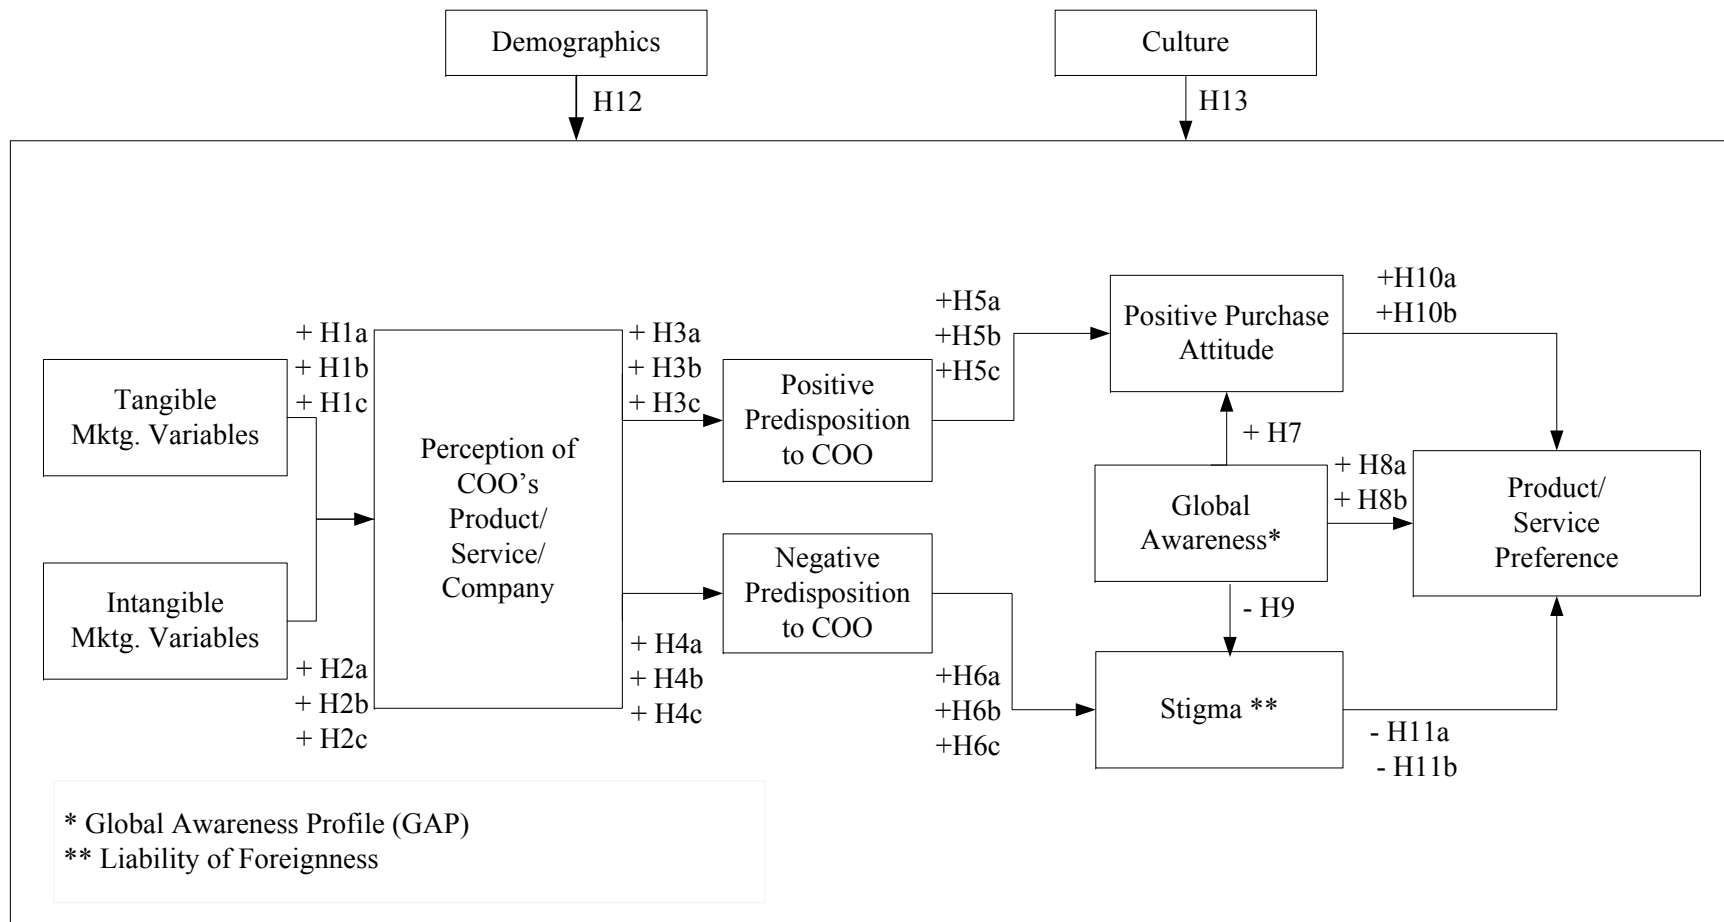 Demographics
Culture
H12
H13
+ H1a
+ H1b
+ H1c
Tangible
Mktg. Variables
Intangible
Mktg. Variables
+ H2a
+ H2b
+ H2c
Perception of
COO’s
Product/
Service/
Company
+ H3a
+ H3b
+ H3c
+ H4a
+ H4b
+ H4c
Positive
Predisposition
to COO
Negative
Predisposition
to COO
+H5a
+H5b
+H5c
+H6a
+H6b
+H6c
Positive Purchase
Attitude
+ H7
Global
Awareness*
- H9
Stigma **
+H10a
+H10b
+ H8a
+ H8b
Product/
Service
Preference
- H11a
- H11b
* Global Awareness Profile (GAP)
** Liability of Foreignness